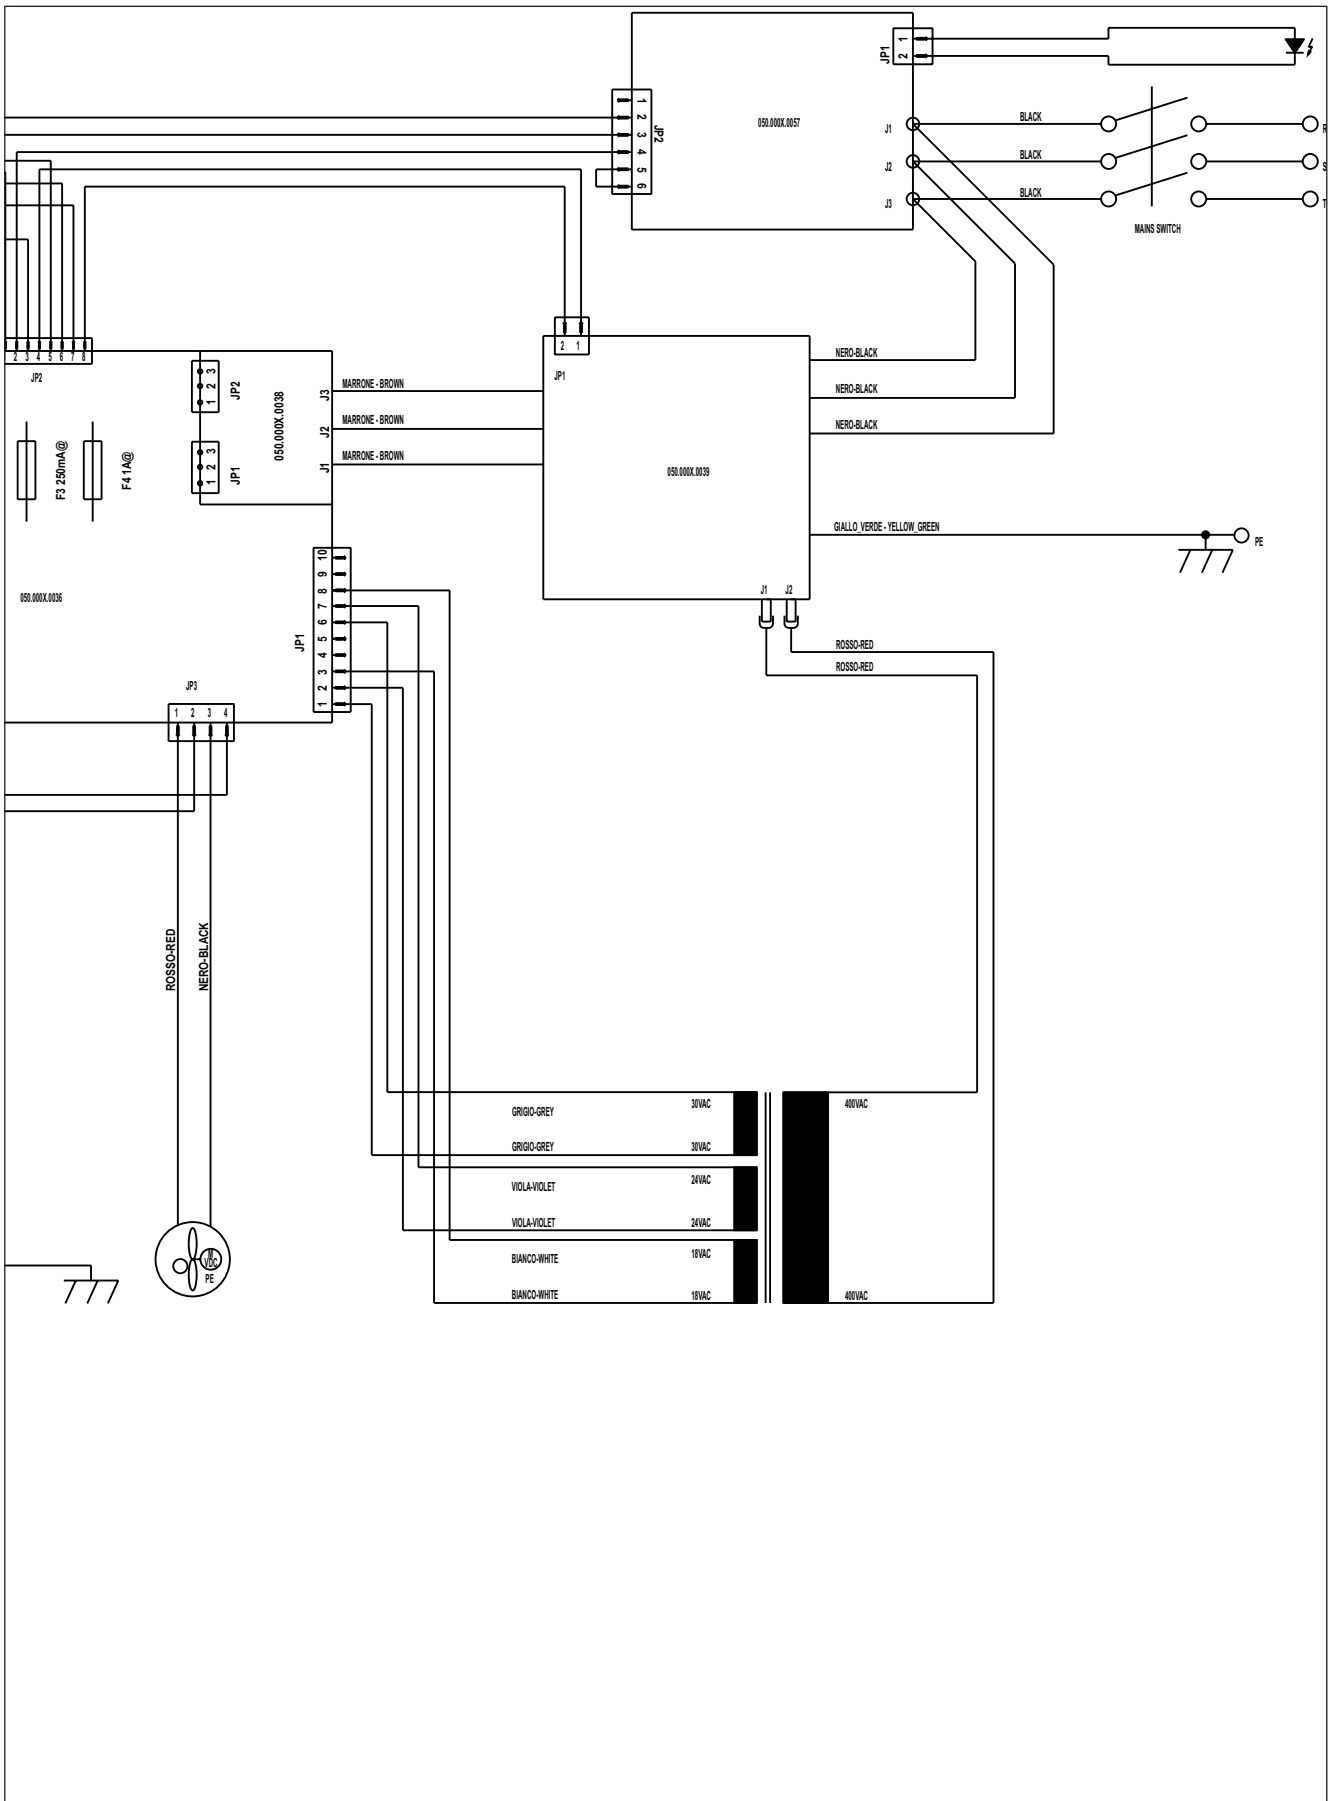 JP1
1
2
050.000X.0057
JP2
1
2
3
4
5
6
J1
J2
J3
BLACK
BLACK
BLACK
R
S
T
MAINS SWITCH
2 3 4 5 6 7 8
JP2
F3 250mA@
F4 1A@
JP2
1 2 3
JP1
1 2 3
050.000X.0038
J3
J2
J1
MARRONE - BROWN
MARRONE - BROWN
MARRONE - BROWN
2 1
JP1
050.000X.0039
NERO-BLACK
NERO-BLACK
NERO-BLACK
GIALLO_VERDE - YELLOW_GREEN
PE
J1 J2
ROSSO-RED
ROSSO-RED
050.000X.0036
JP1
10
9
8
7
6
5
4
3
2
1
JP3
1 2 3 4
ROSSO-RED
NERO-BLACK
M
VDC
PE
GRIGIO-GREY 30VAC
GRIGIO-GREY 30VAC
VIOLA-VIOLET 24VAC
VIOLA-VIOLET 24VAC
BIANCO-WHITE 18VAC
BIANCO-WHITE 18VAC
400VAC
400VAC